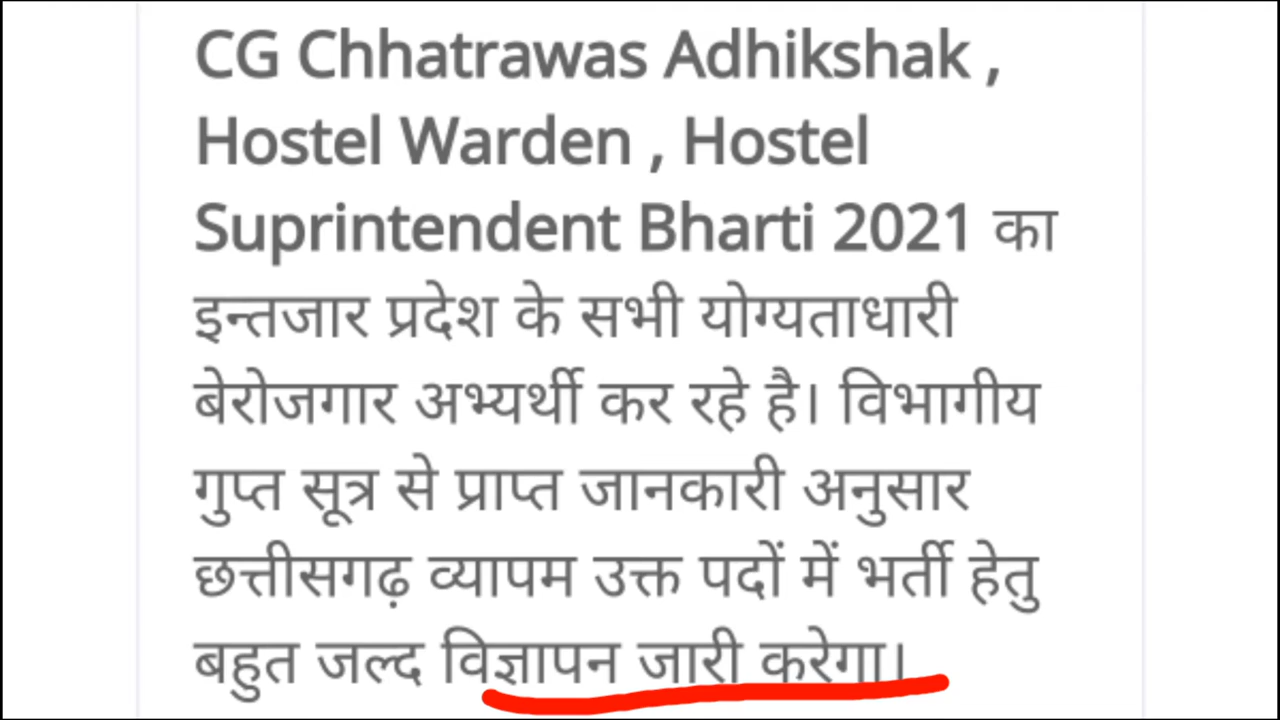 CG Chhatrawas Adhikshak ,
Hostel Warden , Hostel
Suprintendent Bharti 2021 का
इन्तजार प्रदेश के सभी योग्यताधारी
बेरोजगार अभ्यर्थी कर रहे है। विभागीय
गुप्त सूत्र से प्राप्त जानकारी अनुसार
छत्तीसगढ़ व्यापम उक्त पदों में भर्ती हेतु
बहुत जल्द विज्ञापन जारी करेगा।